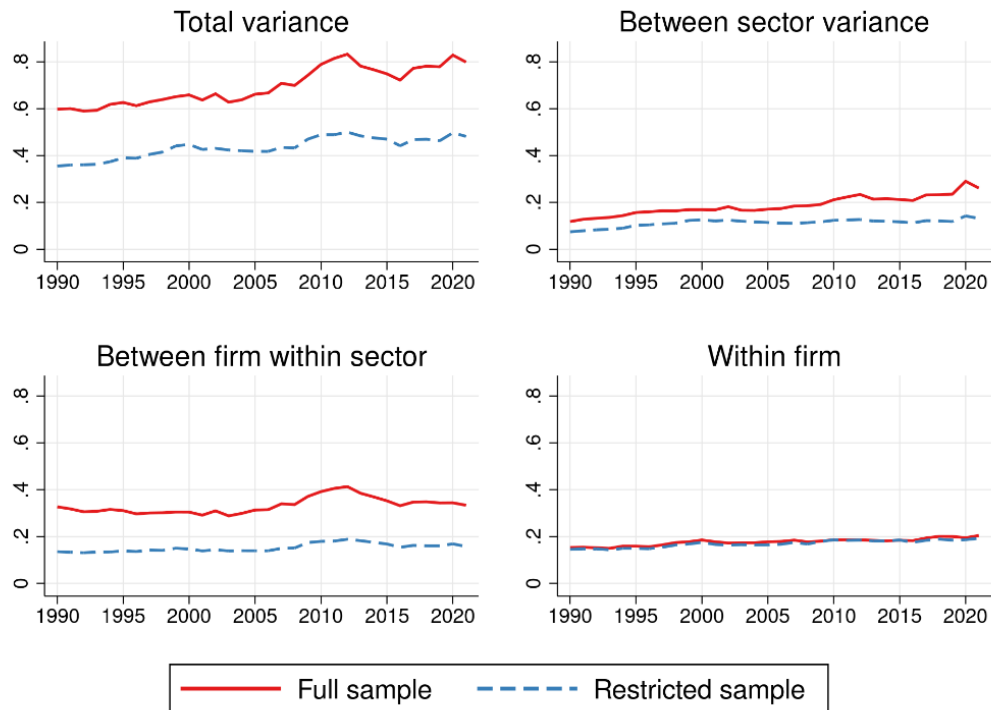 Total variance
Between sector variance
0 .2 .4 .6 .8
1990 1995 2000 2005 2010 2015 2020
0 .2 .4 .6 .8
1990 1995 2000 2005 2010 2015 2020
Between firm within sector
Within firm
0 .2 .4 .6 .8
1990 1995 2000 2005 2010 2015 2020
0 .2 .4 .6 .8
1990 1995 2000 2005 2010 2015 2020
Full sample
Restricted sample